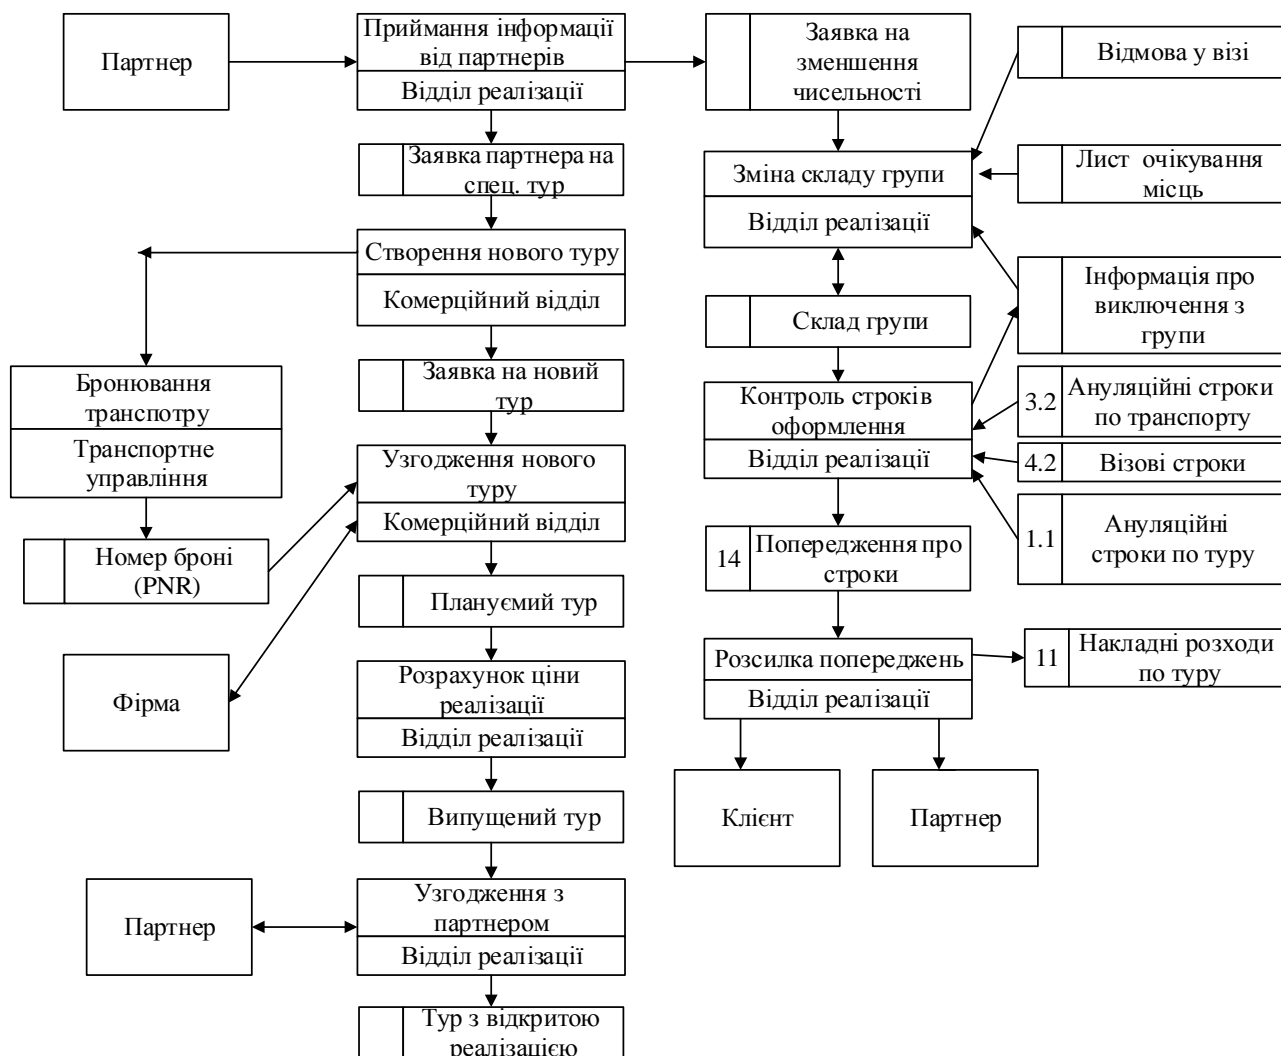 Партнер
Приймання інформації
від партнерів
Відділ реалізації
Заявка партнера на
спец. тур
Створення нового туру
Комерційний відділ
Бронювання
транспотру
Транспортне
управління
Номер броні
(PNR)
Заявка на новий
тур
Узгодження нового
туру
Комерційний відділ
Фірма
Плануємий тур
Розрахунок ціни
реалізації
Відділ реалізації
Випущений тур
Партнер
Узгодження з
партнером
Відділ реалізації
Тур з відкритою
реалізацією
Заявка на
зменшення
чисельності
Відмова у візі
Зміна складу групи
Відділ реалізації
Лист очікування
місць
Склад групи
Інформація про
виключення з
групи
Контроль строків
оформлення
Відділ реалізації
3.2
Ануляційні строки
по транспорту
4.2
Візові строки
1.1
Ануляційні
строки по туру
14
Попередження про
строки
Розсилка попереджень
Відділ реалізації
11
Накладні розходи
по туру
Клієнт
Партнер